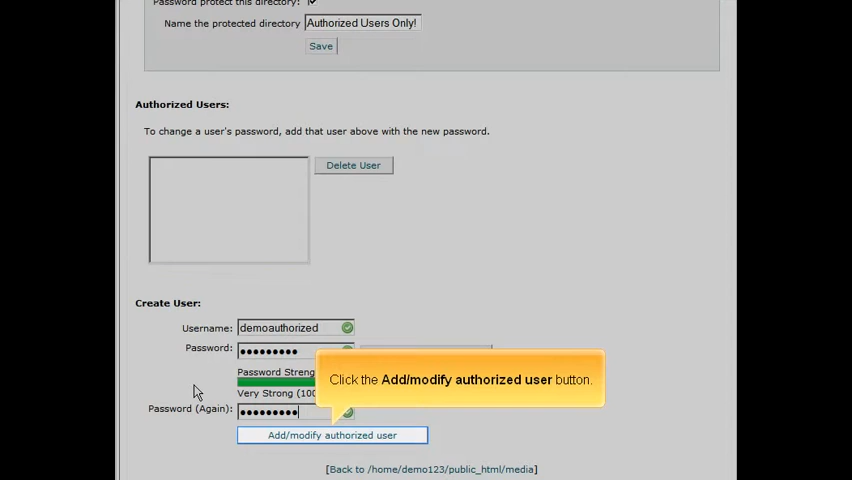 Password protect this directory:
Name the protected directory Authorized Users Only!
Save
Authorized Users:
To change a user's password, add that user above with the new password.
Delete User
Create User:
Username: demoauthorized
Password: •••••••••
Password Streng
Very Strong (100
Click the Add/modify authorized user button.
Password (Again): •••••••••
Add/modify authorized user
[Back to /home/demo123/public_html/media]